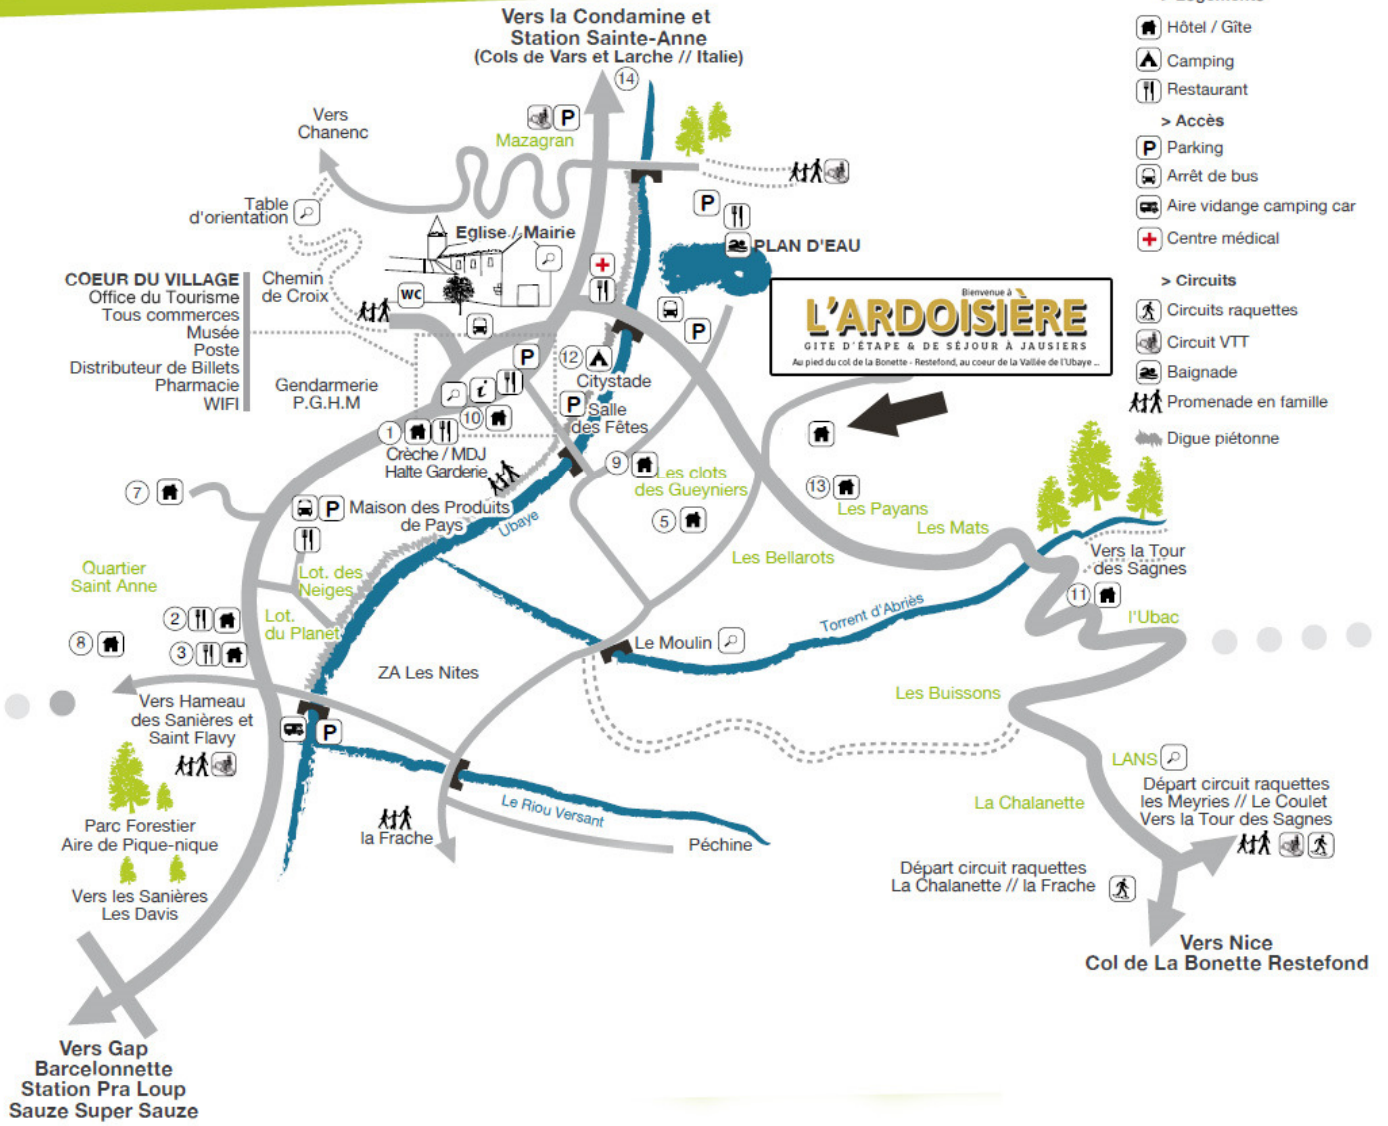 Vers la Condamine et
Station Sainte-Anne
(Cols de Vars et Larche // Italie)
14
Logements
Hôtel / Gîte
Camping
Restaurant
> Accès
P Parking
Arrêt de bus
Aire vidange camping car
Centre médical
> Circuits
Circuits raquettes
Circuit VTT
Baignade
Promenade en famille
Digue piétonne
Vers
Chanenc
P
Mazagran
Table
d'orientation
Eglise / Mairie
P
PLAN D'EAU
COEUR DU VILLAGE
Office du Tourisme
Tous commerces
Musée
Poste
Distributeur de Billets
Pharmacie
WIFI
Chemin
de Croix
WC
Bienvenue à
L'ARDOISIÈRE
GITE D'ÉTAPE & DE SÉJOUR À JAUSIERS
Au pied du col de la Bonette - Restefond, au coeur de la Vallée de l'Ubaye ...
P
P
12
Citystade
Gendarmerie
P.G.H.M
i
10
P
Salle
des Fêtes
1
Crèche / MDJ
Halte Garderie
9
Les clots
des Gueyniers
7
13
Les Payans
P
Maison des Produits
de Pays
Ubaye
5
Les Mats
Les Bellarots
Vers la Tour
des Sagnes
Quartier
Saint Anne
Lot. des
Neiges
11
l'Ubac
2
Lot.
du Planet
Torrent d'Abriès
8
3
Le Moulin
ZA Les Nites
Les Buissons
Vers Hameau
des Sanières et
Saint Flavy
P
LANS
Départ circuit raquettes
les Meyries // Le Coulet
Vers la Tour des Sagnes
La Chalanette
Le Riou Versant
Parc Forestier
Aire de Pique-nique
la Frache
Péchine
Départ circuit raquettes
La Chalanette // la Frache
Vers les Sanières
Les Davis
Vers Nice
Col de La Bonette Restefond
Vers Gap
Barcelonnette
Station Pra Loup
Sauze Super Sauze